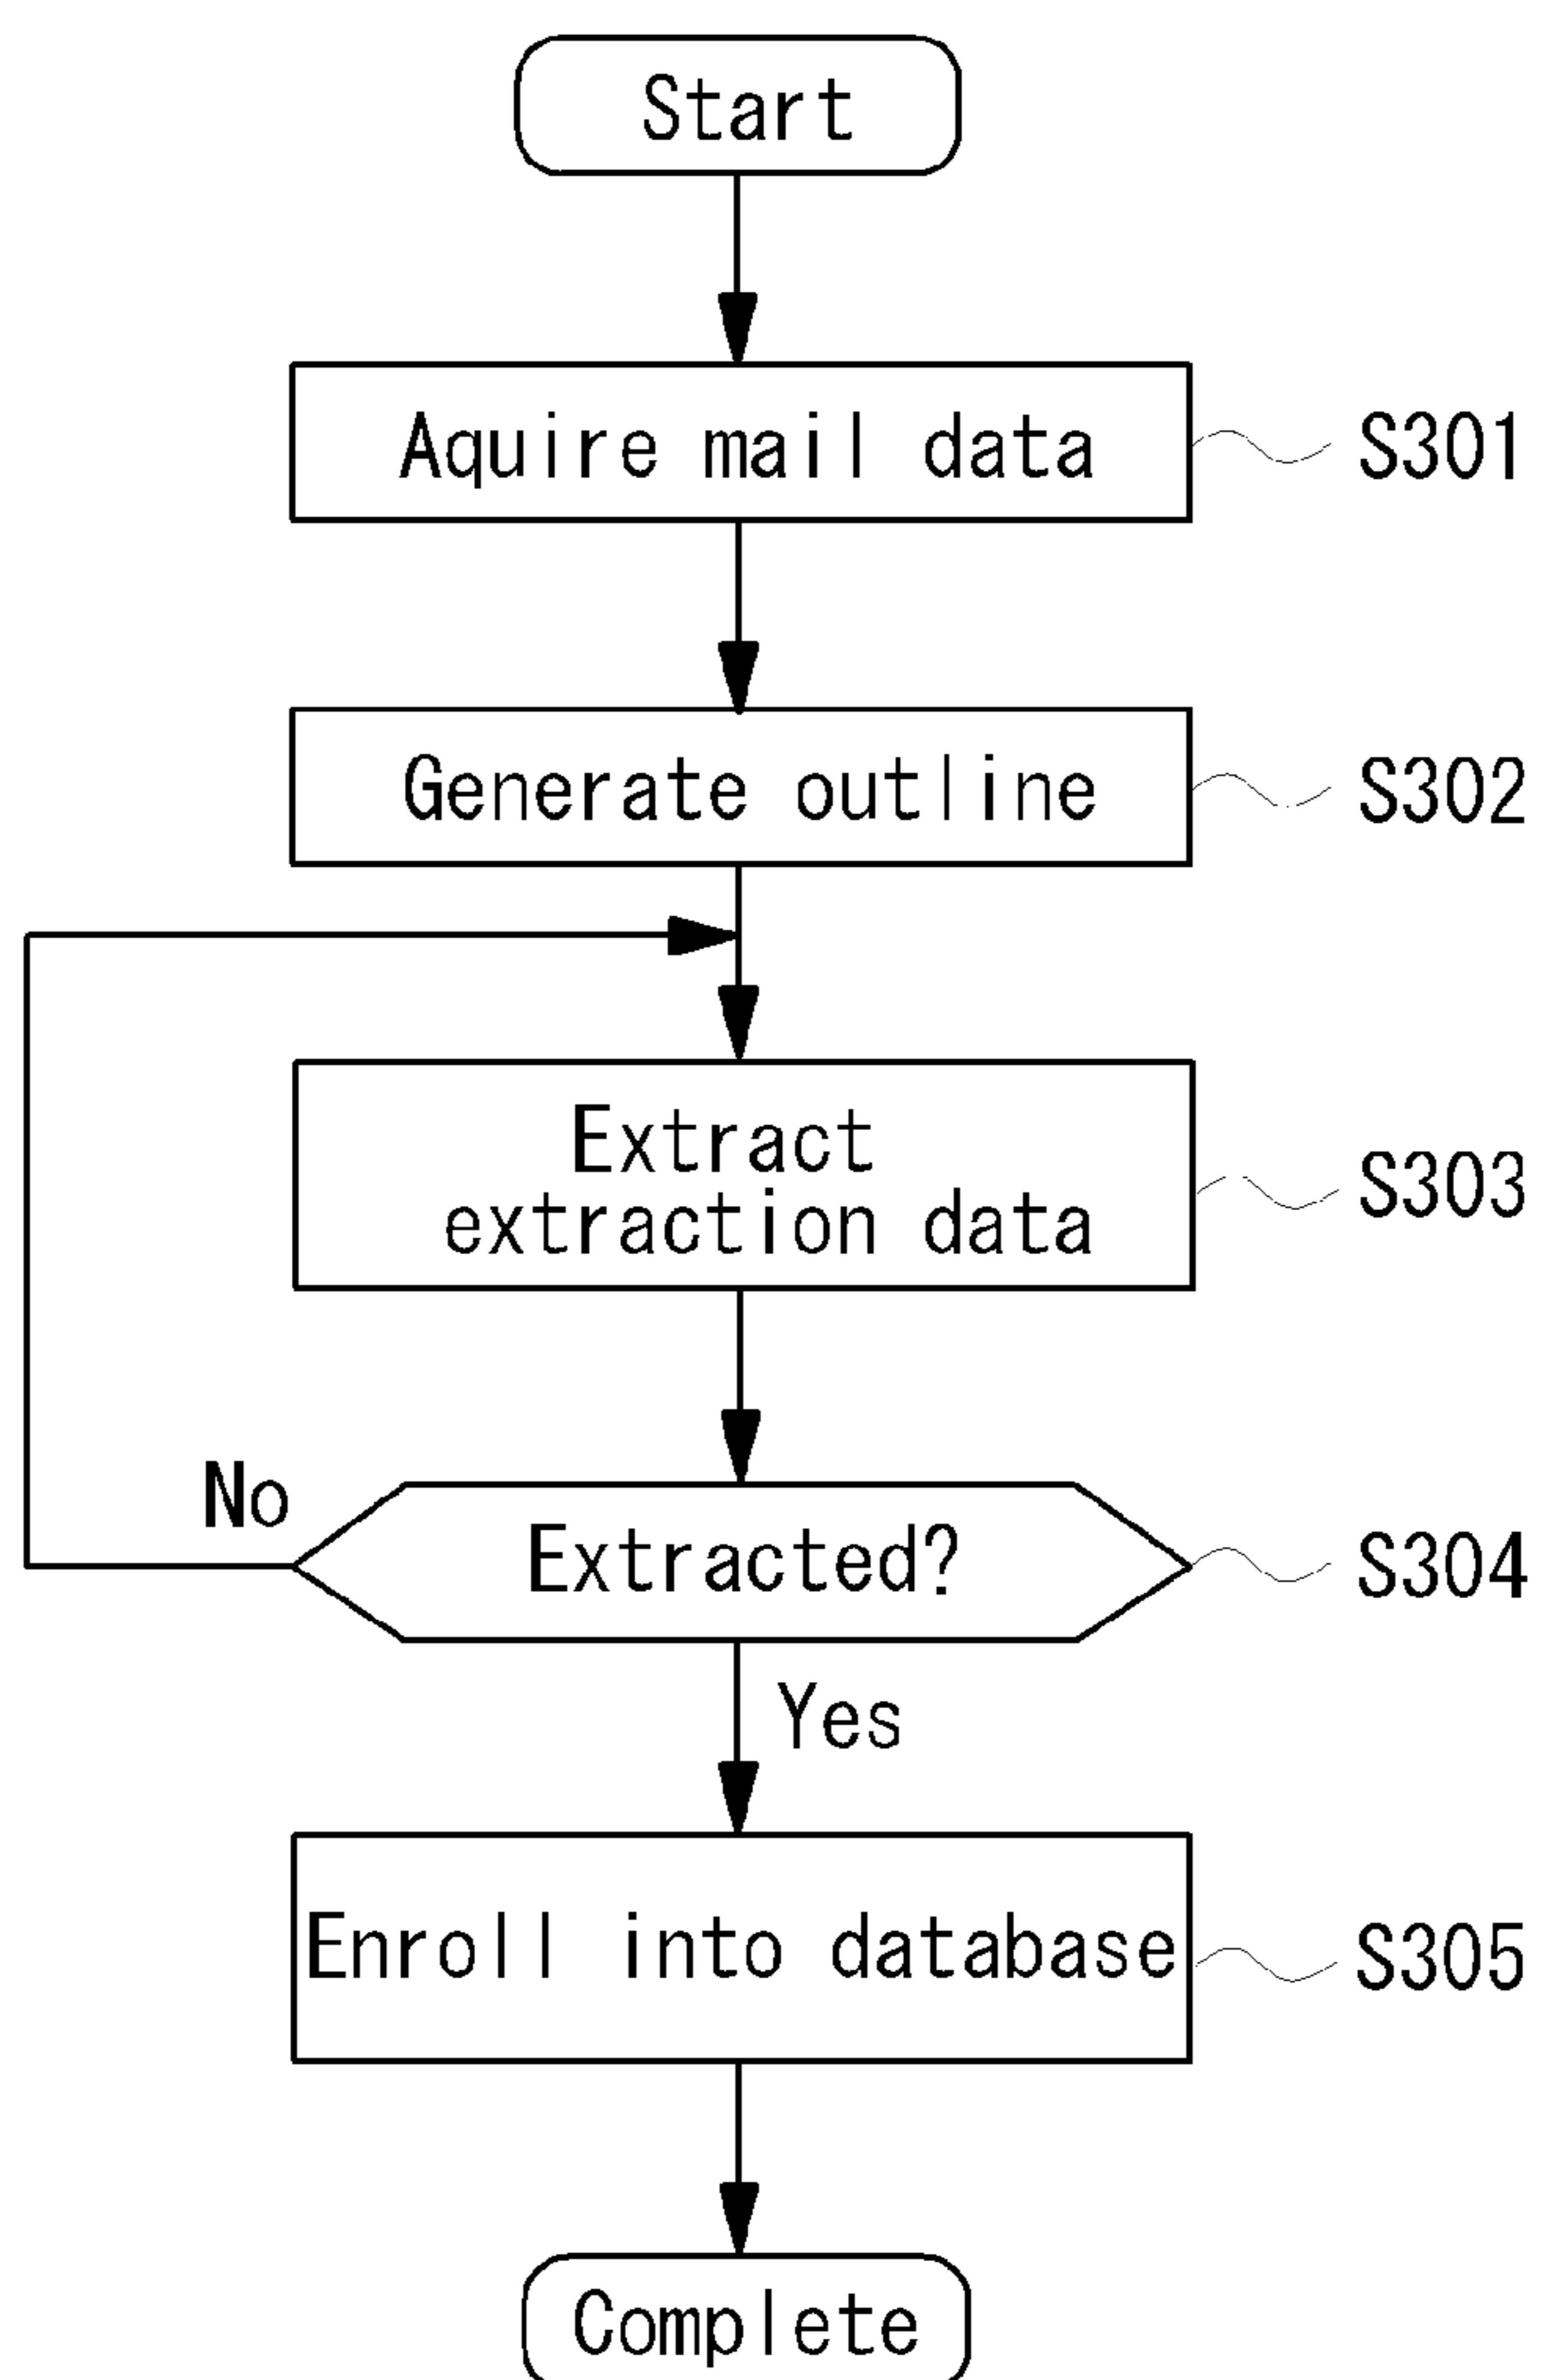 Start
Aquire mail data
S301
Generate outline
S302
Extract
extraction data
S303
No
Extracted?
S304
Yes
Enroll into database
S305
Complete